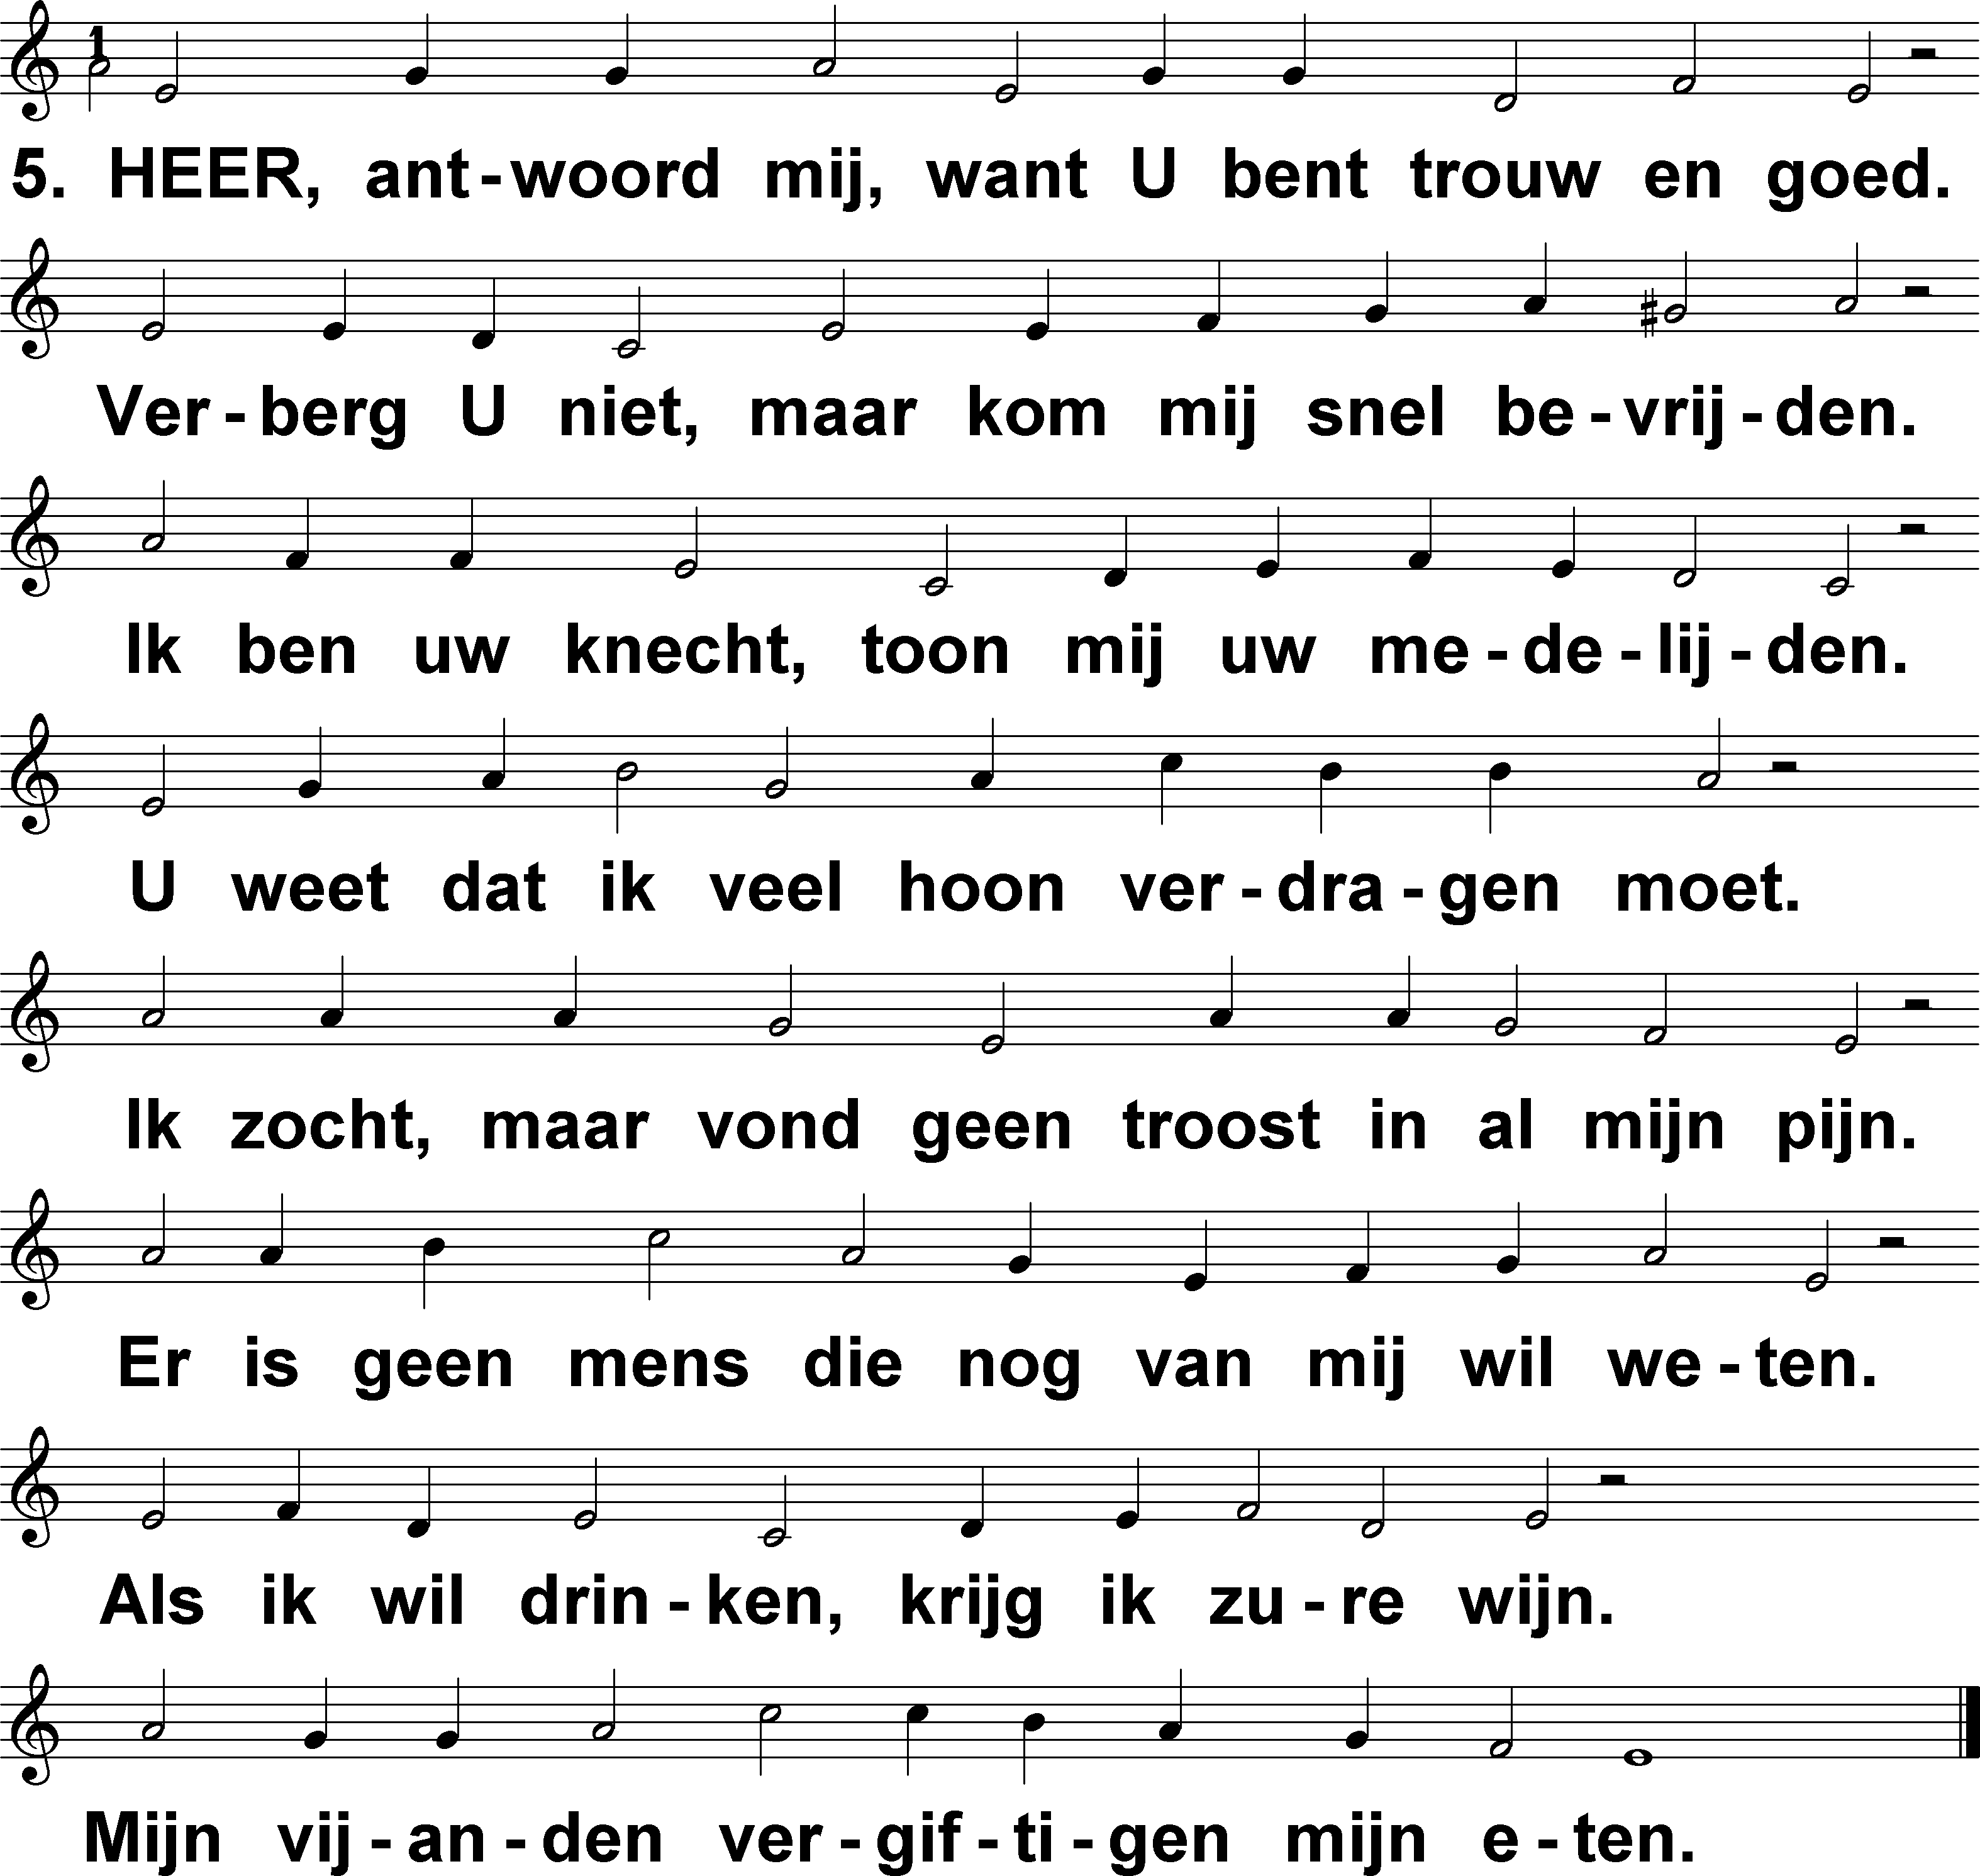 1
5. HEER, ant-woord mij, want U bent trouw en goed.
Ver-berg U niet, maar kom mij snel be-vrij-den.
Ik ben uw knecht, toon mij uw me-de-lij-den.
U weet dat ik veel hoon ver-dra-gen moet.
Ik zocht, maar vond geen troost in al mijn pijn.
Er is geen mens die nog van mij wil we-ten.
Als ik wil drin-ken, krijg ik zu-re wijn.
Mijn vij-an-den ver-gif-ti-gen mijn e-ten.